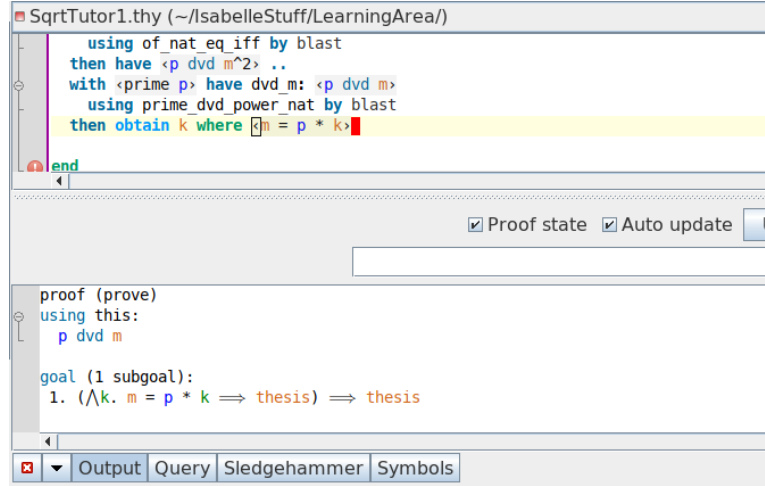 SqrtTutor1.thy (~/IsabelleStuff/LearningArea/)
using of_nat_eq_iff by blast
then have ‹p dvd m^2› ..
with ‹prime p› have dvd_m: ‹p dvd m›
using prime_dvd_power_nat by blast
then obtain k where ‹m = p * k›
end
Proof state Auto update
proof (prove)
using this:
p dvd m
goal (1 subgoal):
1. (⋀k. m = p * k ⟹ thesis) ⟹ thesis
Output Query Sledgehammer Symbols